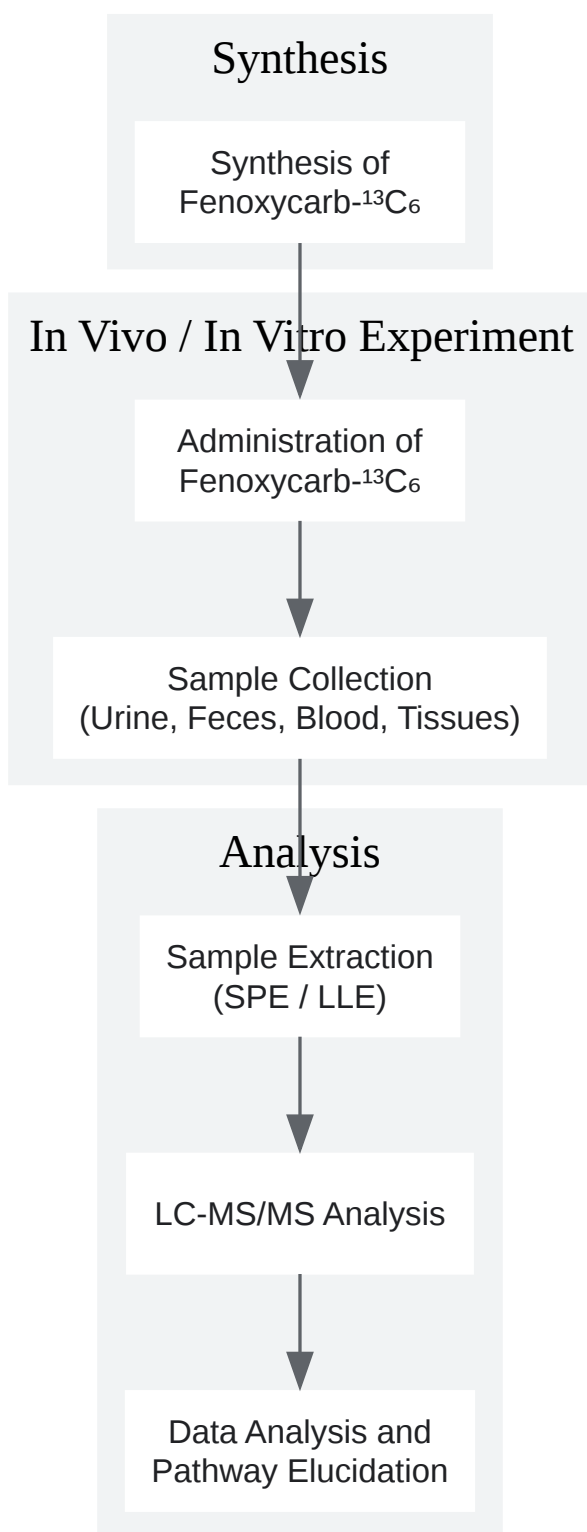 Synthesis
Synthesis of
Fenoxycarb-¹³C₆
In Vivo / In Vitro Experiment
Administration of
Fenoxycarb-¹³C₆
Sample Collection
(Urine, Feces, Blood, Tissues)
Analysis
Sample Extraction
(SPE / LLE)
LC-MS/MS Analysis
Data Analysis and
Pathway Elucidation